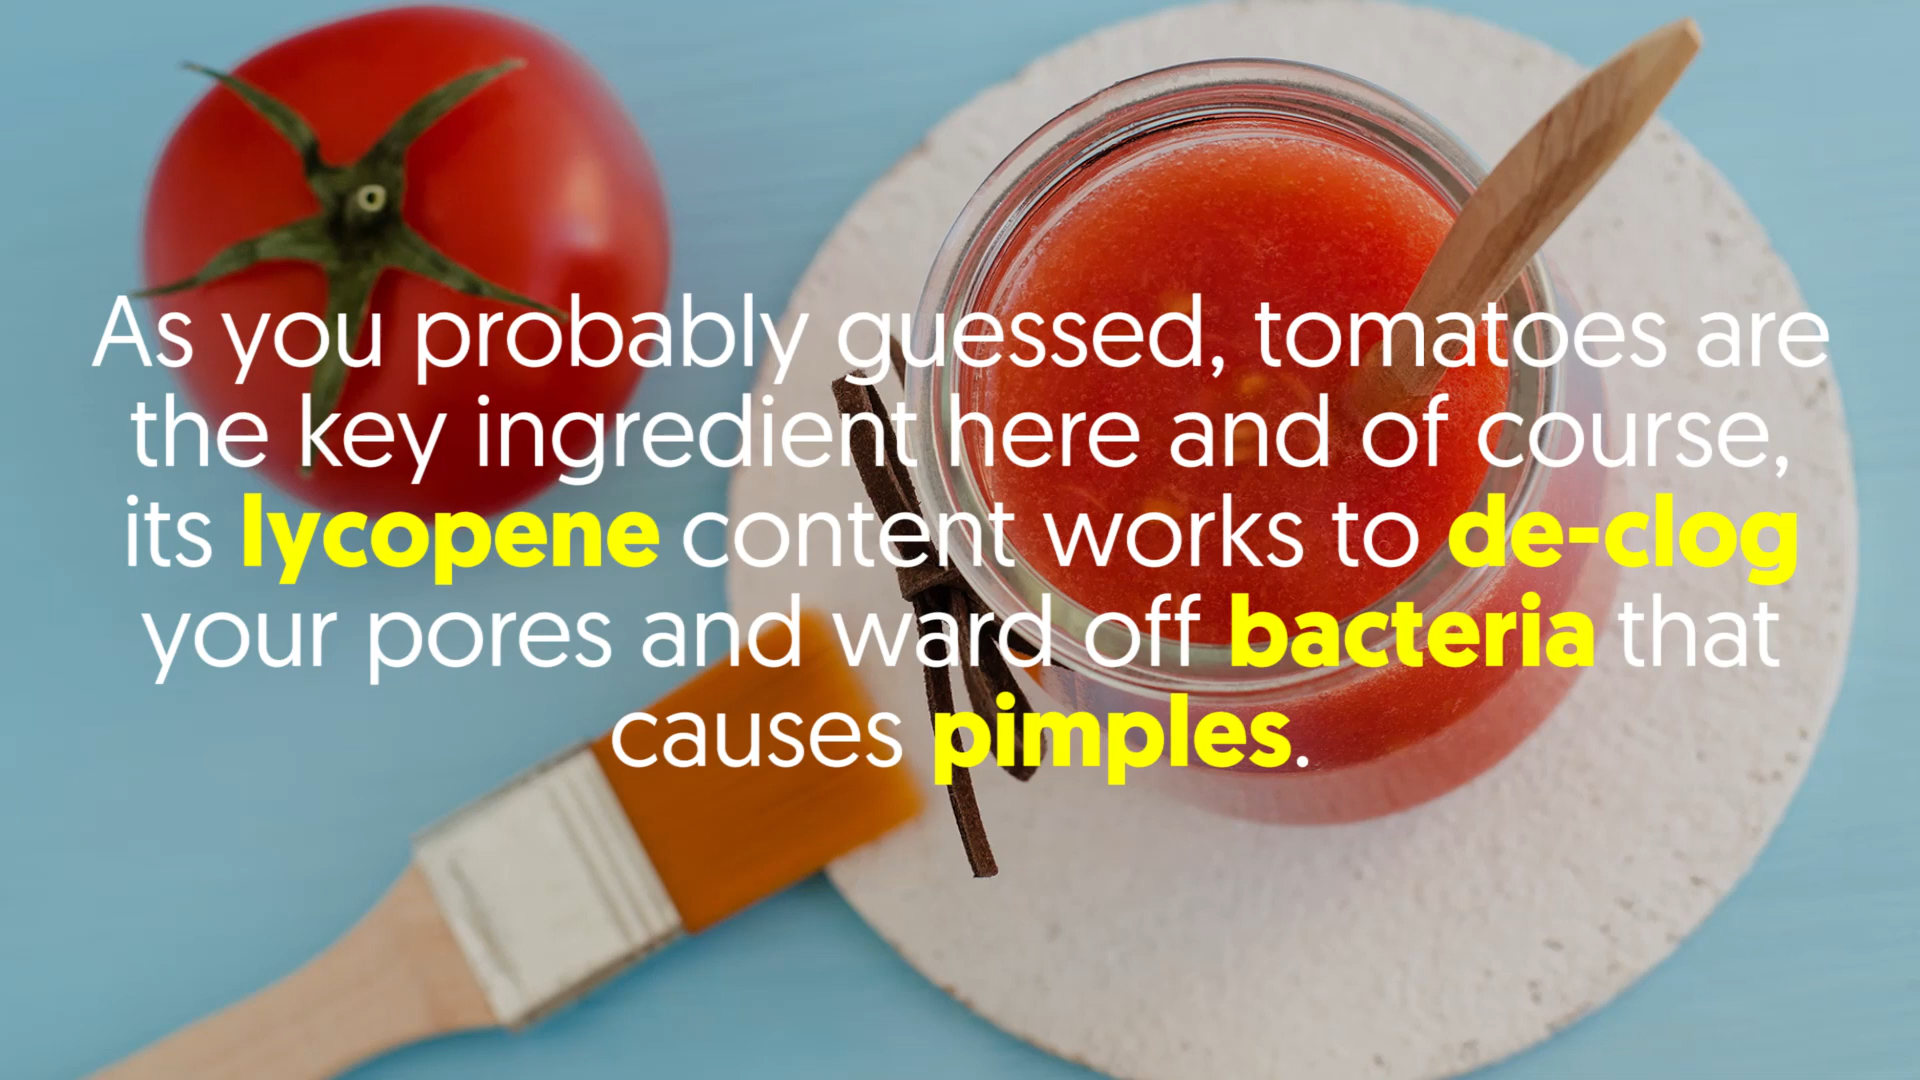 As you probably guessed, tomatoes are
the key ingredient here and of course,
its lycopene content works to de-clog
your pores and ward off bacteria that
causes pimples.